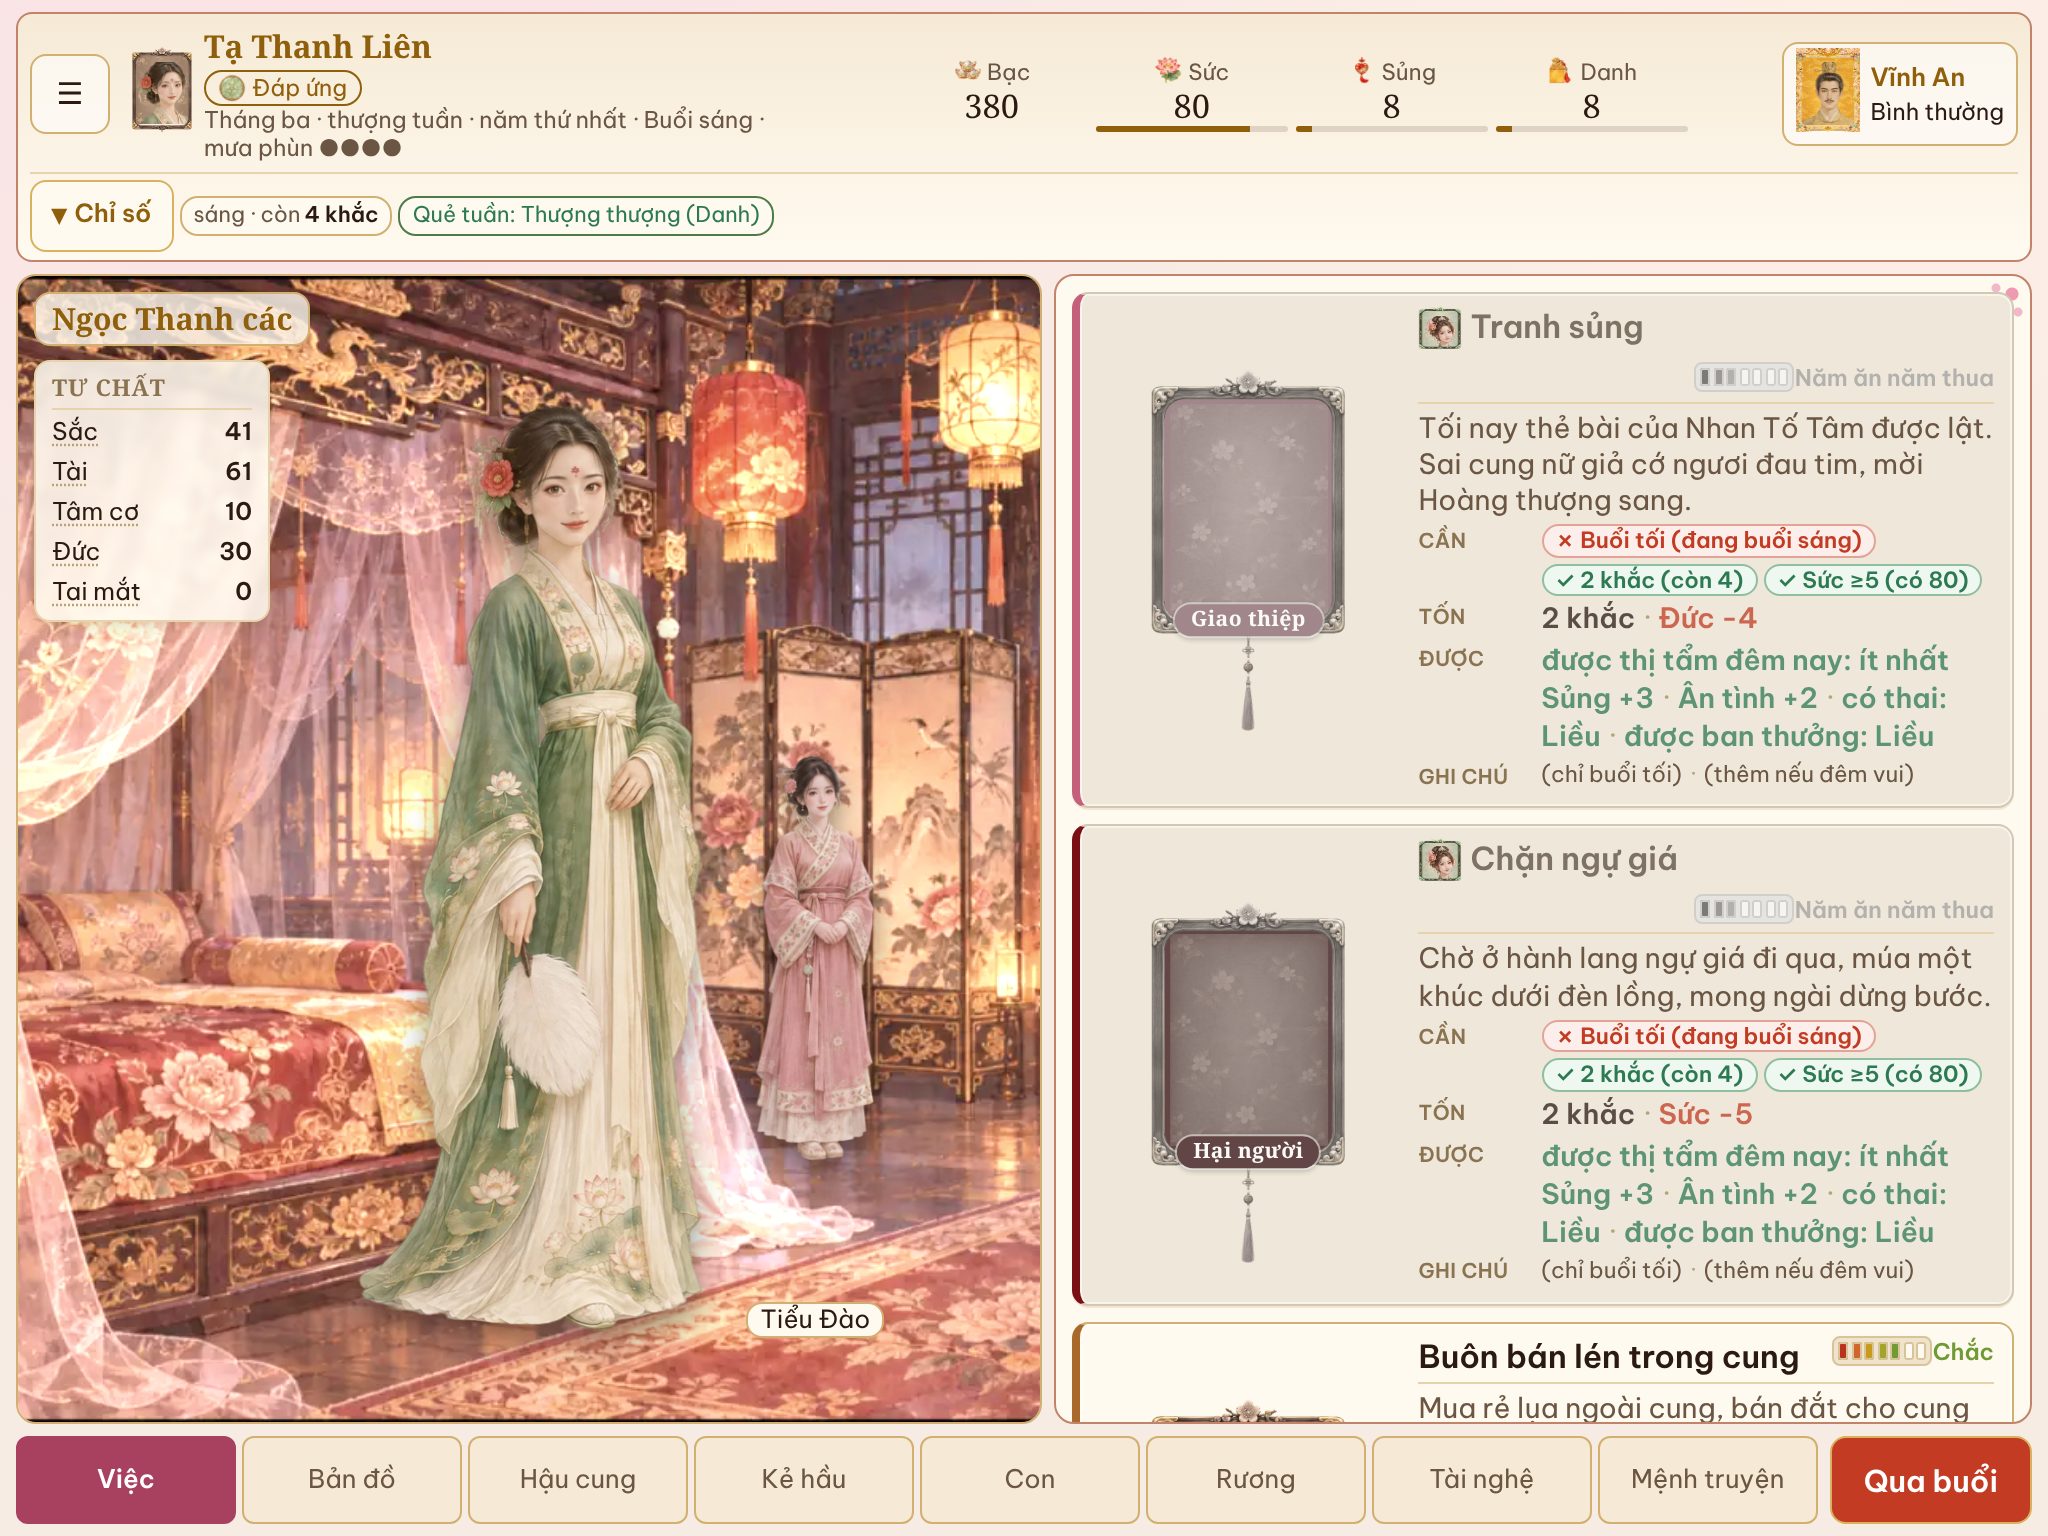 ☰
Tạ Thanh Liên
Đáp ứng
Tháng ba · thượng tuần · năm thứ nhất · Buổi sáng ·
mưa phùn ●●●●
Bạc
380
Sức
80
Sủng
8
Danh
8
Vĩnh An
Bình thường
▼ Chỉ số
sáng · còn 4 khắc
Quẻ tuần: Thượng thượng (Danh)
Ngọc Thanh các
TƯ CHẤT
Sắc 41
Tài 61
Tâm cơ 10
Đức 30
Tai mắt 0
Tiểu Đào
Tranh sủng
Năm ăn năm thua
Tối nay thẻ bài của Nhan Tố Tâm được lật.
Sai cung nữ giả cớ ngươi đau tim, mời
Hoàng thượng sang.
Giao thiệp
CẦN × Buổi tối (đang buổi sáng)
✓ 2 khắc (còn 4) ✓ Sức ≥5 (có 80)
TỐN 2 khắc · Đức -4
ĐƯỢC được thị tẩm đêm nay: ít nhất
Sủng +3 · Ân tình +2 · có thai:
Liều · được ban thưởng: Liều
GHI CHÚ (chỉ buổi tối) · (thêm nếu đêm vui)
Chặn ngự giá
Năm ăn năm thua
Chờ ở hành lang ngự giá đi qua, múa một
khúc dưới đèn lồng, mong ngài dừng bước.
Hại người
CẦN × Buổi tối (đang buổi sáng)
✓ 2 khắc (còn 4) ✓ Sức ≥5 (có 80)
TỐN 2 khắc · Sức -5
ĐƯỢC được thị tẩm đêm nay: ít nhất
Sủng +3 · Ân tình +2 · có thai:
Liều · được ban thưởng: Liều
GHI CHÚ (chỉ buổi tối) · (thêm nếu đêm vui)
Buôn bán lén trong cung
Chắc
Mua rẻ lụa ngoài cung, bán đắt cho cung
Việc
Bản đồ
Hậu cung
Kẻ hầu
Con
Rương
Tài nghệ
Mệnh truyện
Qua buổi